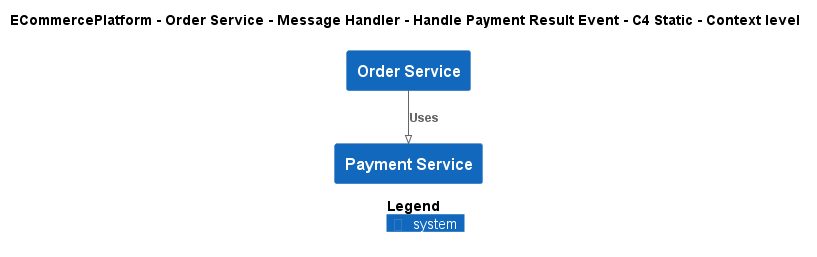 ECommercePlatform - Order Service - Message Handler - Handle Payment Result Event - C4 Static - Context level
Order Service
Uses
Payment Service
Legend
system